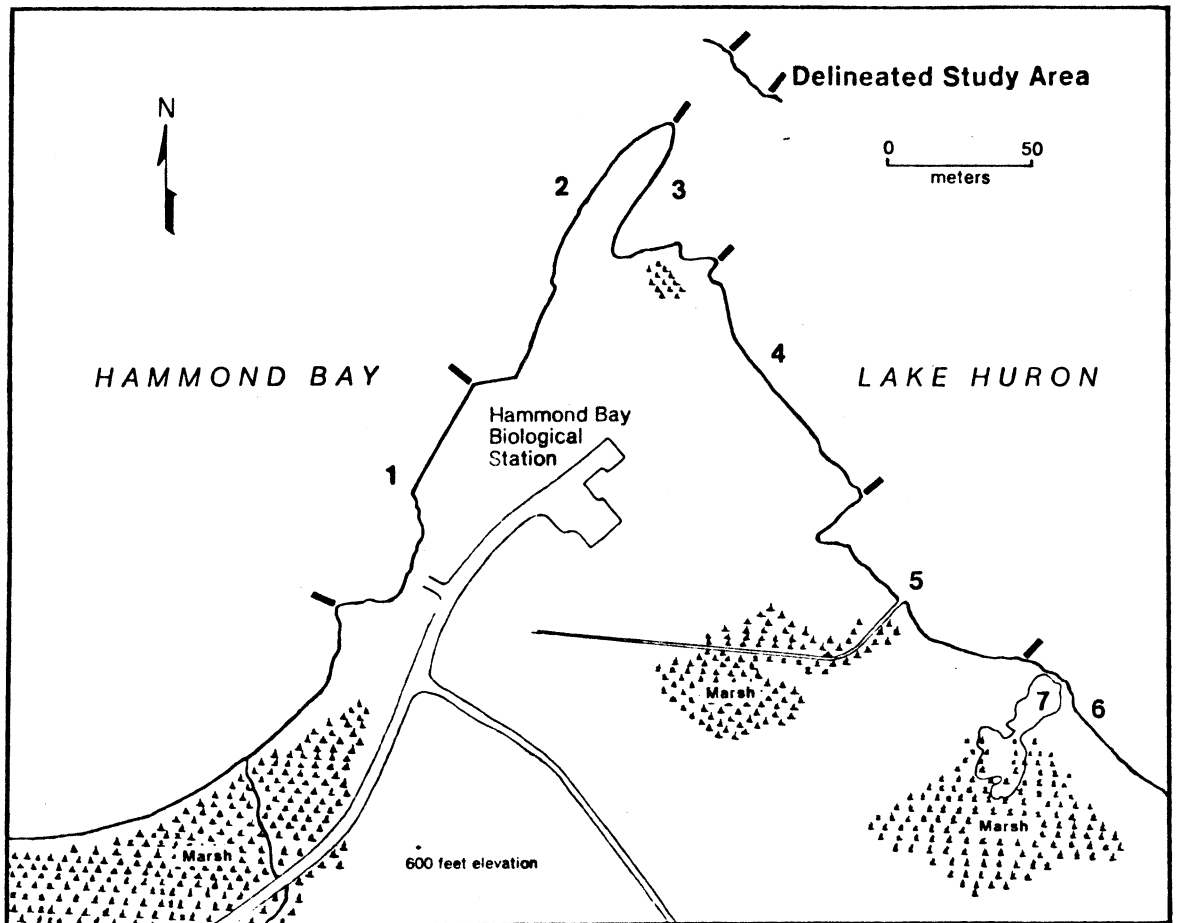 N
Delineated Study Area
0 50
meters
2
3
4
HAMMOND BAY
LAKE HURON
Hammond Bay
Biological
Station
1
5
Marsh
7
6
Marsh
Marsh
600 feet elevation